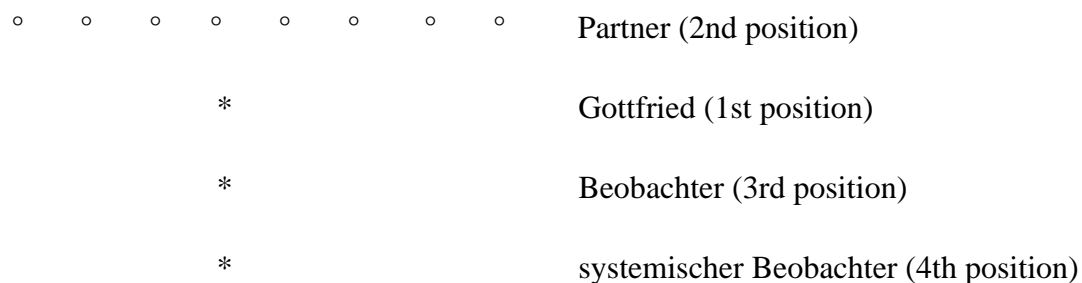 ° ° ° ° ° ° ° ° Partner (2nd position)
* Gottfried (1st position)
* Beobachter (3rd position)
* systemischer Beobachter (4th position)